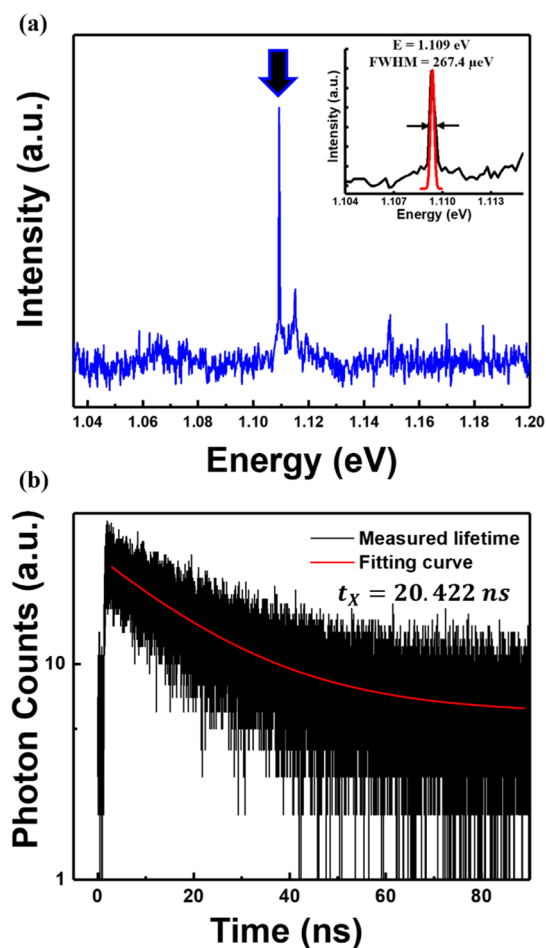 (a)
E = 1.109 eV
FWHM = 267.4 μeV
Intensity (a.u.)
1.104 1.107 1.110 1.113
Energy (eV)
Intensity (a.u.)
1.04 1.06 1.08 1.10 1.12 1.14 1.16 1.18 1.20
Energy (eV)
(b)
Measured lifetime
Fitting curve
t_X = 20.422 ns
Photon Counts (a.u.)
10
1
0 20 40 60 80
Time (ns)